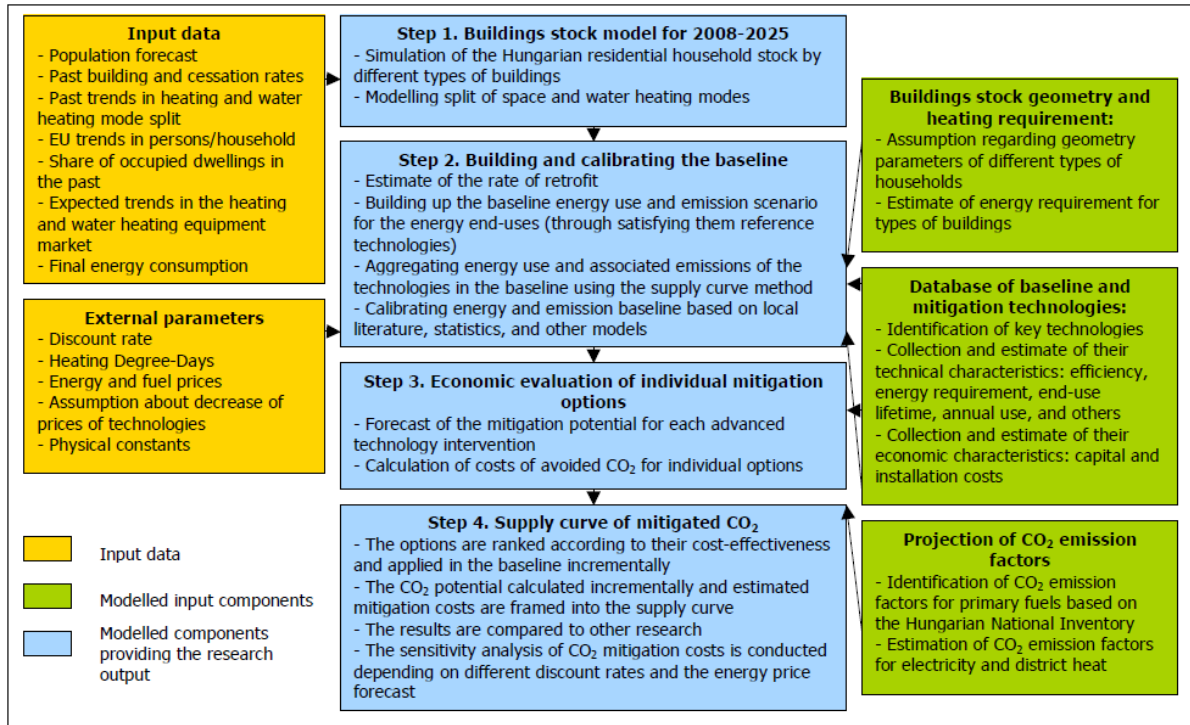 Input data
- Population forecast
- Past building and cessation rates
- Past trends in heating and water
heating mode split
- EU trends in persons/household
- Share of occupied dwellings in
the past
- Expected trends in the heating
and water heating equipment
market
- Final energy consumption
External parameters
- Discount rate
- Heating Degree-Days
- Energy and fuel prices
- Assumption about decrease of
prices of technologies
- Physical constants
Input data
Modelled input components
Modelled components
providing the research
output
Step 1. Buildings stock model for 2008-2025
- Simulation of the Hungarian residential household stock by
different types of buildings
- Modelling split of space and water heating modes
Step 2. Building and calibrating the baseline
- Estimate of the rate of retrofit
- Building up the baseline energy use and emission scenario
for the energy end-uses (through satisfying them reference
technologies)
- Aggregating energy use and associated emissions of the
technologies in the baseline using the supply curve method
- Calibrating energy and emission baseline based on local
literature, statistics, and other models
Step 3. Economic evaluation of individual mitigation
options
- Forecast of the mitigation potential for each advanced
technology intervention
- Calculation of costs of avoided CO₂ for individual options
Step 4. Supply curve of mitigated CO₂
- The options are ranked according to their cost-effectiveness
and applied in the baseline incrementally
- The CO₂ potential calculated incrementally and estimated
mitigation costs are framed into the supply curve
- The results are compared to other research
- The sensitivity analysis of CO₂ mitigation costs is conducted
depending on different discount rates and the energy price
forecast
Buildings stock geometry and
heating requirement:
- Assumption regarding geometry
parameters of different types of
households
- Estimate of energy requirement for
types of buildings
Database of baseline and
mitigation technologies:
- Identification of key technologies
- Collection and estimate of their
technical characteristics: efficiency,
energy requirement, end-use
lifetime, annual use, and others
- Collection and estimate of their
economic characteristics: capital and
installation costs
Projection of CO₂ emission
factors
- Identification of CO₂ emission
factors for primary fuels based on
the Hungarian National Inventory
- Estimation of CO₂ emission factors
for electricity and district heat